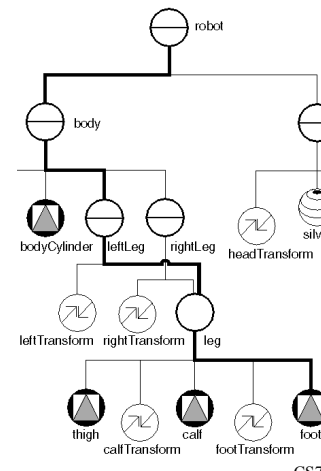 robot
body
bodyCylinder leftLeg rightLeg
headTransform
leftTransform rightTransform leg
thigh calf foot
calfTransform footTransform